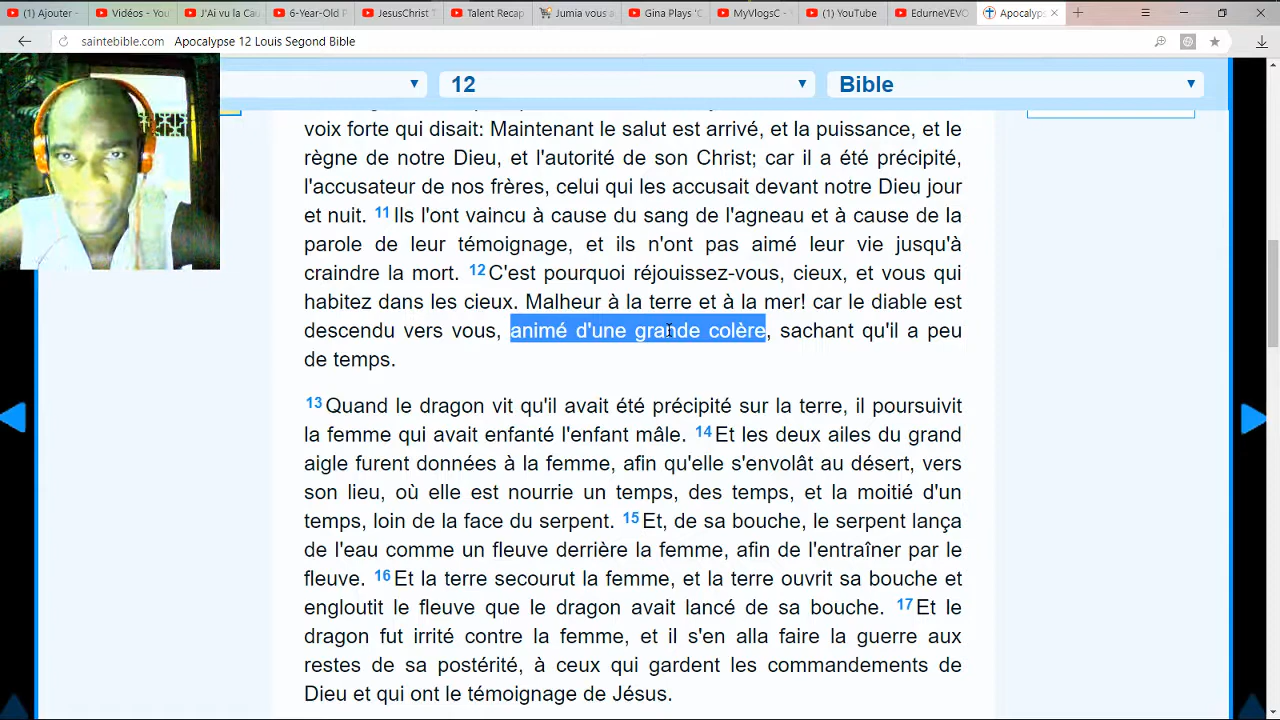 (1) Ajouter -
Vidéos - You
J'Ai vu la Cau
6-Year-Old P
JesusChrist T
Talent Recap
Jumia vous a
Gina Plays 'C
MyVlogsC -
(1) YouTube
EdurneVEVO
Apocalyps
saintebible.com Apocalypse 12 Louis Segond Bible
12
Bible
voix forte qui disait: Maintenant le salut est arrivé, et la puissance, et le
règne de notre Dieu, et l'autorité de son Christ; car il a été précipité,
l'accusateur de nos frères, celui qui les accusait devant notre Dieu jour
et nuit. 11 Ils l'ont vaincu à cause du sang de l'agneau et à cause de la
parole de leur témoignage, et ils n'ont pas aimé leur vie jusqu'à
craindre la mort. 12 C'est pourquoi réjouissez-vous, cieux, et vous qui
habitez dans les cieux. Malheur à la terre et à la mer! car le diable est
descendu vers vous, animé d'une grande colère, sachant qu'il a peu
de temps.
13 Quand le dragon vit qu'il avait été précipité sur la terre, il poursuivit
la femme qui avait enfanté l'enfant mâle. 14 Et les deux ailes du grand
aigle furent données à la femme, afin qu'elle s'envolât au désert, vers
son lieu, où elle est nourrie un temps, des temps, et la moitié d'un
temps, loin de la face du serpent. 15 Et, de sa bouche, le serpent lança
de l'eau comme un fleuve derrière la femme, afin de l'entraîner par le
fleuve. 16 Et la terre secourut la femme, et la terre ouvrit sa bouche et
engloutit le fleuve que le dragon avait lancé de sa bouche. 17 Et le
dragon fut irrité contre la femme, et il s'en alla faire la guerre aux
restes de sa postérité, à ceux qui gardent les commandements de
Dieu et qui ont le témoignage de Jésus.